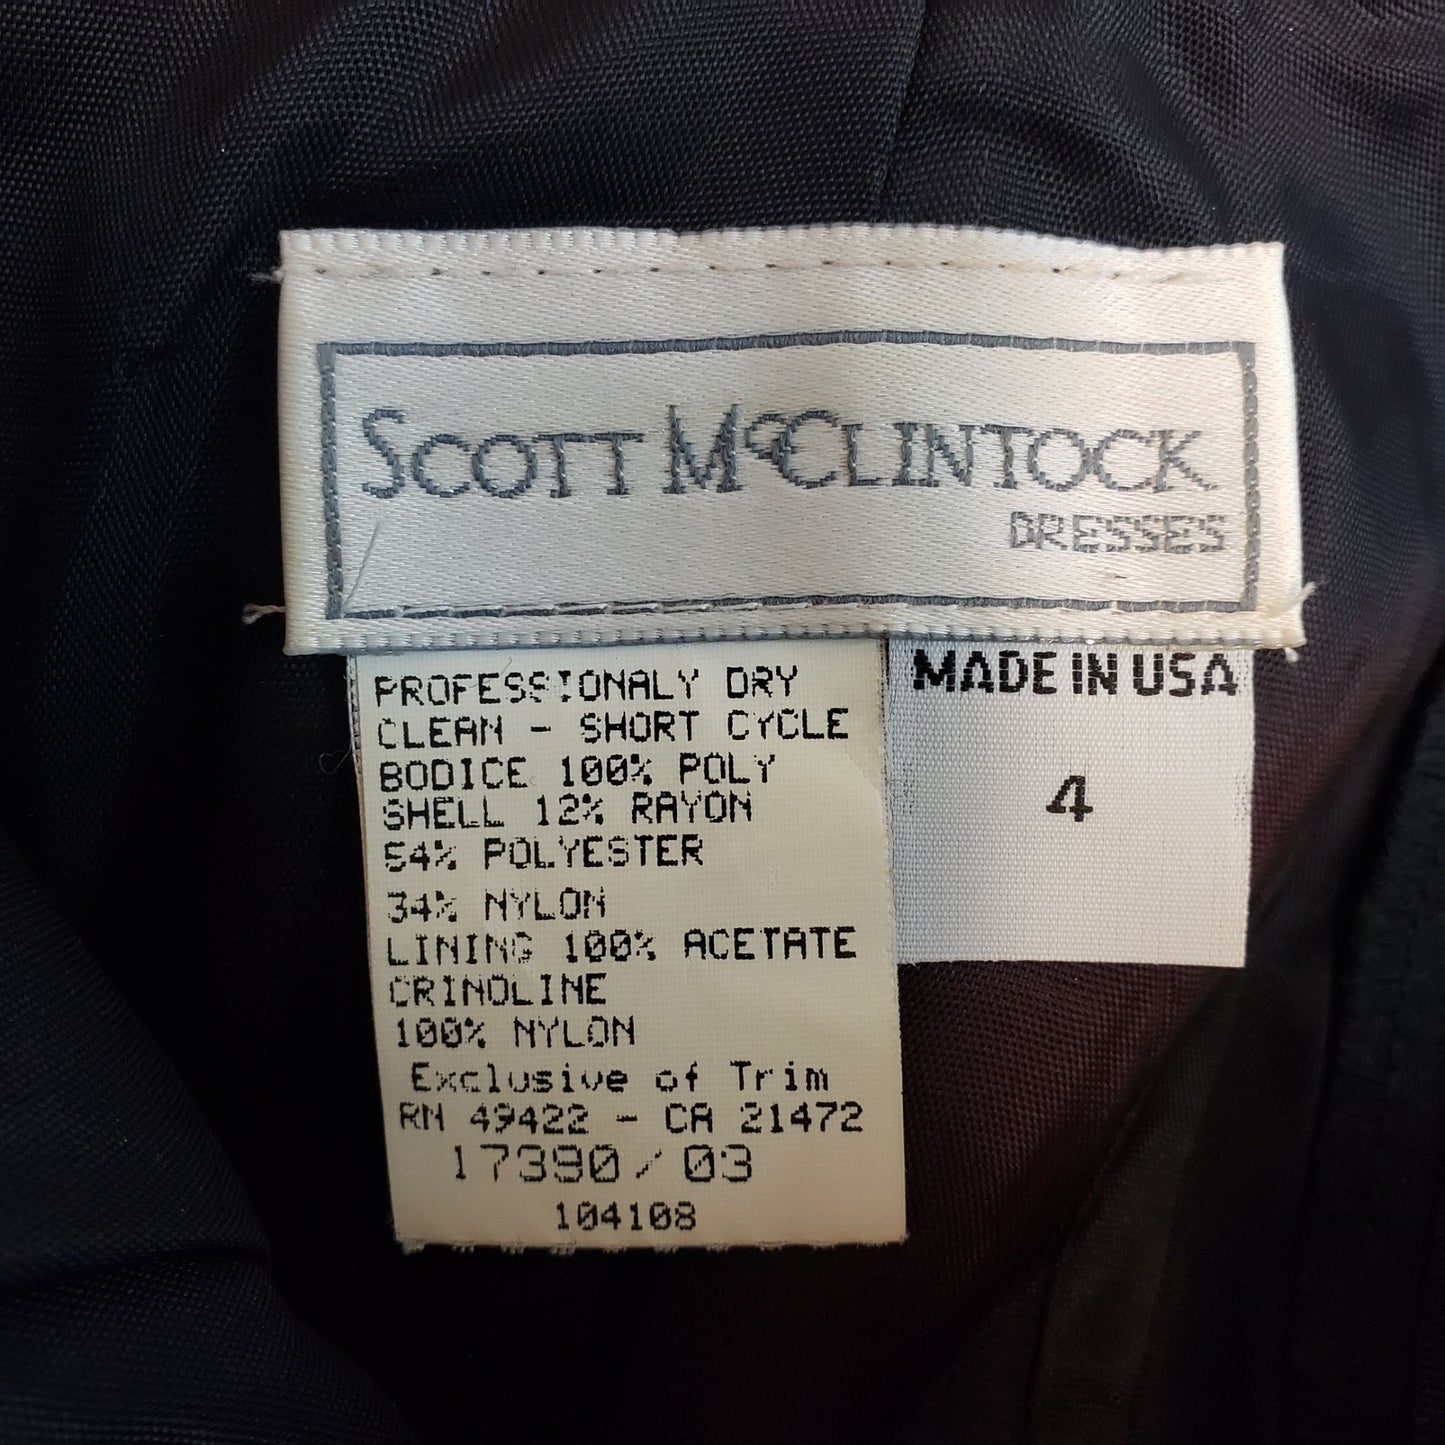 SCOTT McCLINTOCK
DRESSES
PROFESSIONALY DRY
CLEAN - SHORT CYCLE
BODICE 100% POLY
SHELL 12% RAYON
54% POLYESTER
34% NYLON
LINING 100% ACETATE
CRINOLINE
100% NYLON
Exclusive of Trim
RN 49422 - CA 21472
17390/03
104108
MADE IN USA
4